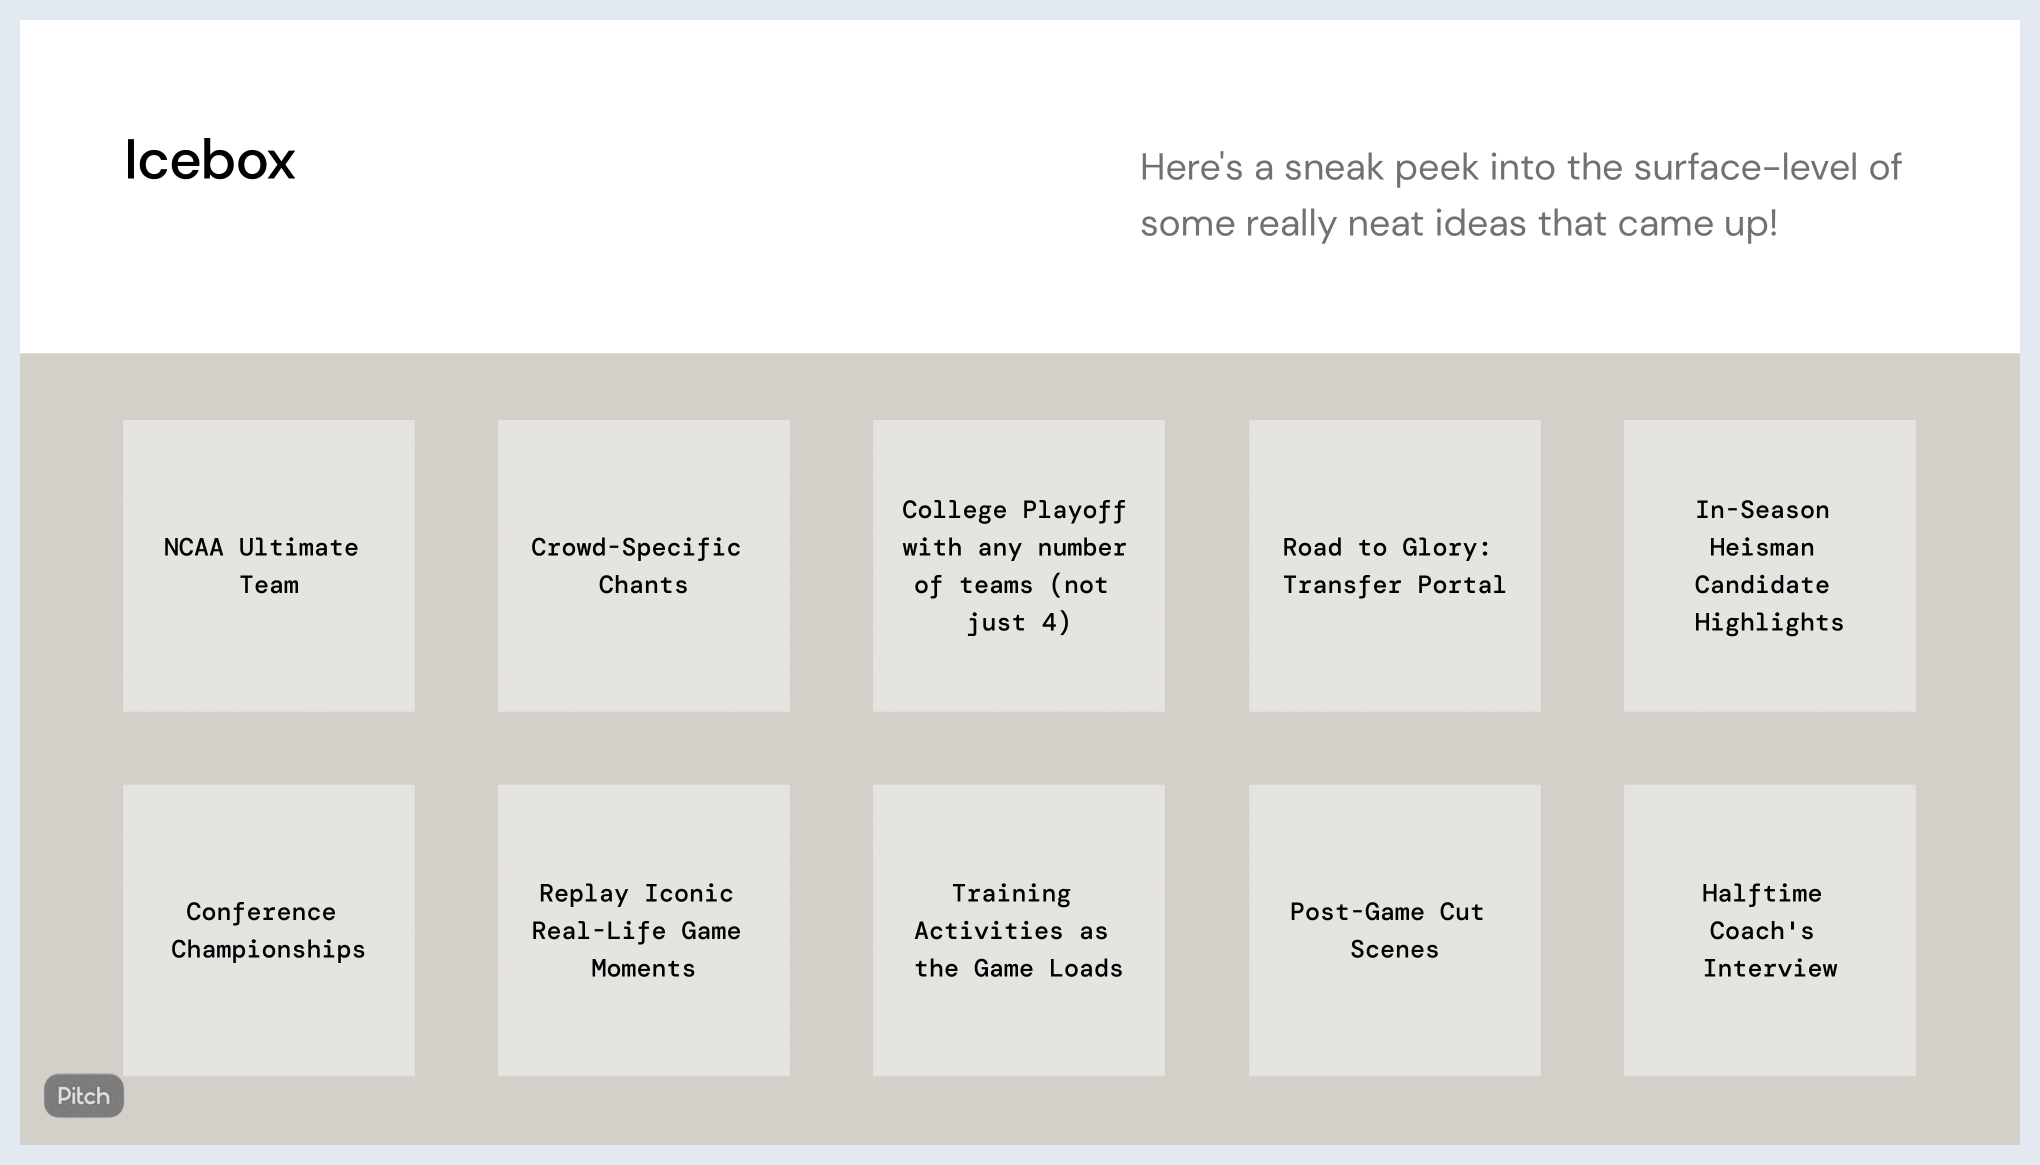 Icebox
Here's a sneak peek into the surface-level of
some really neat ideas that came up!
NCAA Ultimate
Team
Crowd-Specific
Chants
College Playoff
with any number
of teams (not
just 4)
Road to Glory:
Transfer Portal
In-Season
Heisman
Candidate
Highlights
Conference
Championships
Replay Iconic
Real-Life Game
Moments
Training
Activities as
the Game Loads
Post-Game Cut
Scenes
Halftime
Coach's
Interview
Pitch